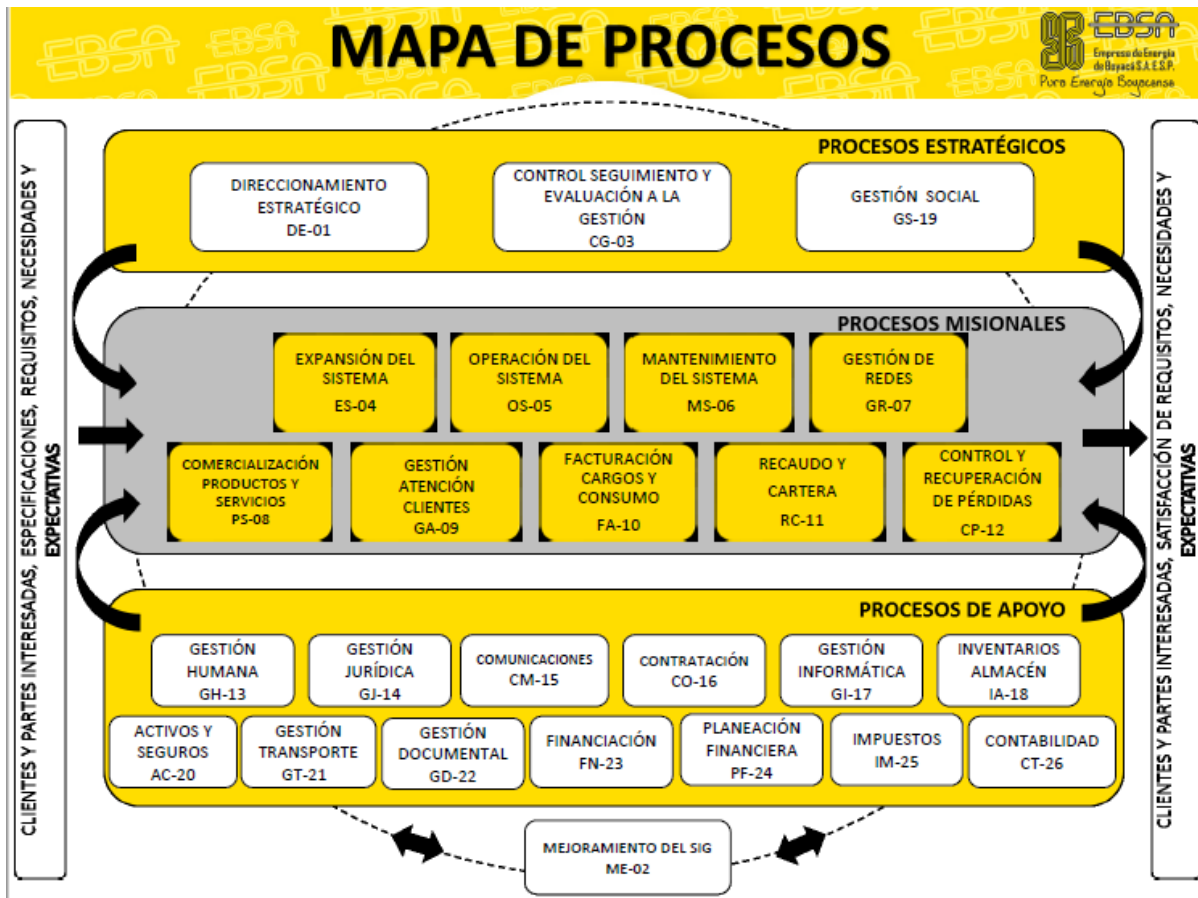 MAPA DE PROCESOS
EBSA
Empresa de Energía
de Boyacá S.A. E.S.P.
Pura Energía Boyacense
CLIENTES Y PARTES INTERESADAS, ESPECIFICACIONES, REQUISITOS, NECESIDADES Y
EXPECTATIVAS
PROCESOS ESTRATÉGICOS
DIRECCIONAMIENTO
ESTRATÉGICO
DE-01
CONTROL SEGUIMIENTO Y
EVALUACIÓN A LA
GESTIÓN
CG-03
GESTIÓN SOCIAL
GS-19
PROCESOS MISIONALES
EXPANSIÓN DEL
SISTEMA
ES-04
OPERACIÓN DEL
SISTEMA
OS-05
MANTENIMIENTO
DEL SISTEMA
MS-06
GESTIÓN DE
REDES
GR-07
COMERCIALIZACIÓN
PRODUCTOS Y
SERVICIOS
PS-08
GESTIÓN
ATENCIÓN
CLIENTES
GA-09
FACTURACIÓN
CARGOS Y
CONSUMO
FA-10
RECAUDO Y
CARTERA
RC-11
CONTROL Y
RECUPERACIÓN
DE PÉRDIDAS
CP-12
PROCESOS DE APOYO
GESTIÓN
HUMANA
GH-13
GESTIÓN
JURÍDICA
GJ-14
COMUNICACIONES
CM-15
CONTRATACIÓN
CO-16
GESTIÓN
INFORMÁTICA
GI-17
INVENTARIOS
ALMACÉN
IA-18
ACTIVOS Y
SEGUROS
AC-20
GESTIÓN
TRANSPORTE
GT-21
GESTIÓN
DOCUMENTAL
GD-22
FINANCIACIÓN
FN-23
PLANEACIÓN
FINANCIERA
PF-24
IMPUESTOS
IM-25
CONTABILIDAD
CT-26
MEJORAMIENTO DEL SIG
ME-02
CLIENTES Y PARTES INTERESADAS, SATISFACCIÓN DE REQUISITOS, NECESIDADES Y
EXPECTATIVAS